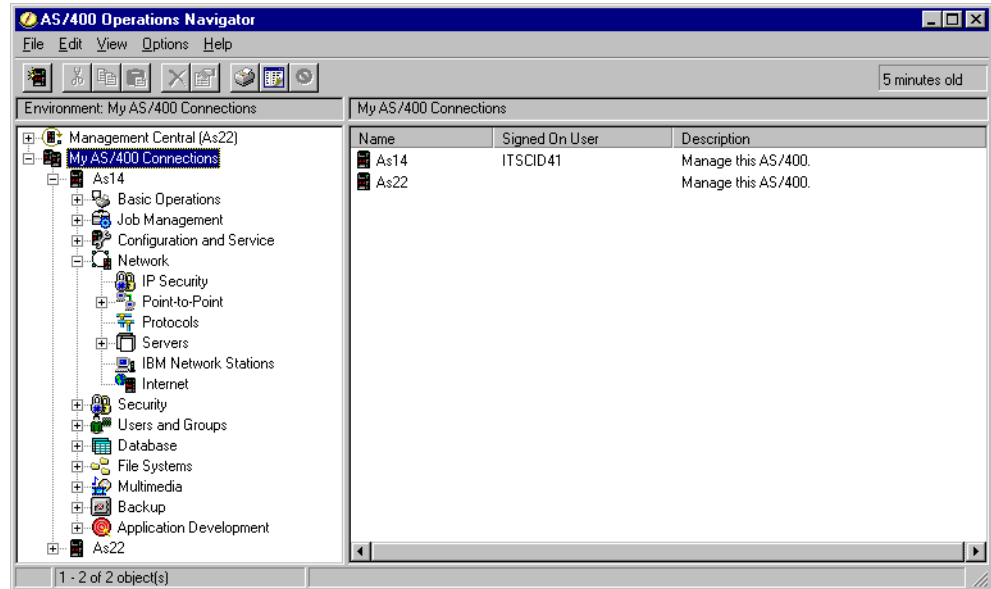 AS/400 Operations Navigator
File Edit View Options Help
5 minutes old
Environment: My AS/400 Connections
My AS/400 Connections
Management Central (As22)
My AS/400 Connections
As14
Basic Operations
Job Management
Configuration and Service
Network
IP Security
Point-to-Point
Protocols
Servers
IBM Network Stations
Internet
Security
Users and Groups
Database
File Systems
Multimedia
Backup
Application Development
As22
Name Signed On User Description
As14 ITSCID41 Manage this AS/400.
As22 Manage this AS/400.
1 - 2 of 2 object(s)